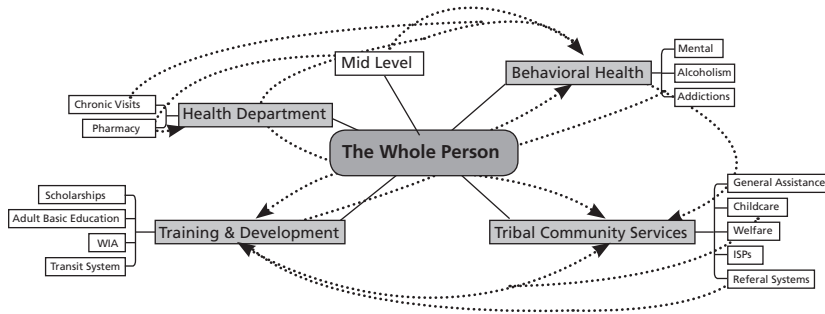 Mid Level
Behavioral Health
Mental
Alcoholism
Addictions
Chronic Visits
Pharmacy
Health Department
The Whole Person
Scholarships
Adult Basic Education
WIA
Transit System
Training & Development
Tribal Community Services
General Assistance
Childcare
Welfare
ISPs
Referal Systems